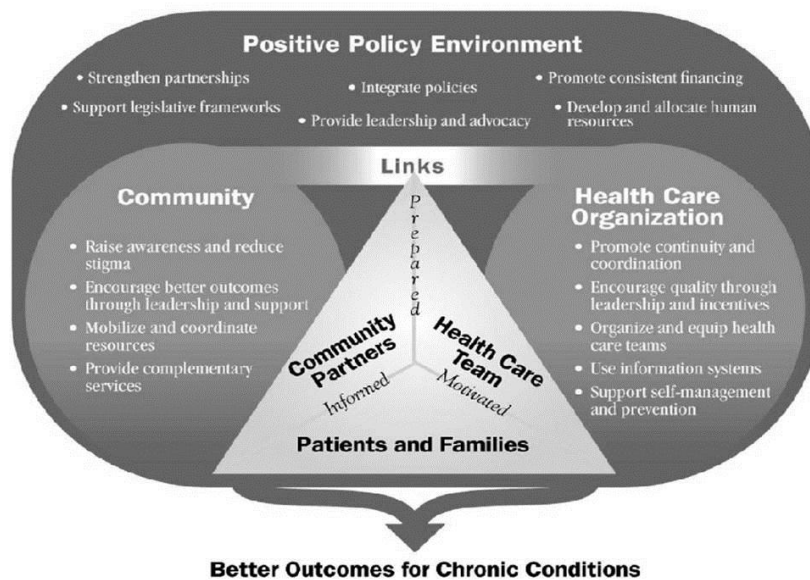 Positive Policy Environment
• Strengthen partnerships
• Support legislative frameworks
• Integrate policies
• Provide leadership and advocacy
• Promote consistent financing
• Develop and allocate human
resources
Links
Community
• Raise awareness and reduce
stigma
• Encourage better outcomes
through leadership and support
• Mobilize and coordinate
resources
• Provide complementary
services
Health Care
Organization
• Promote continuity and
coordination
• Encourage quality through
leadership and incentives
• Organize and equip health
care teams
• Use information systems
• Support self-management
and prevention
Prepared
Community
Partners
Health Care
Team
Informed
Motivated
Patients and Families
Better Outcomes for Chronic Conditions